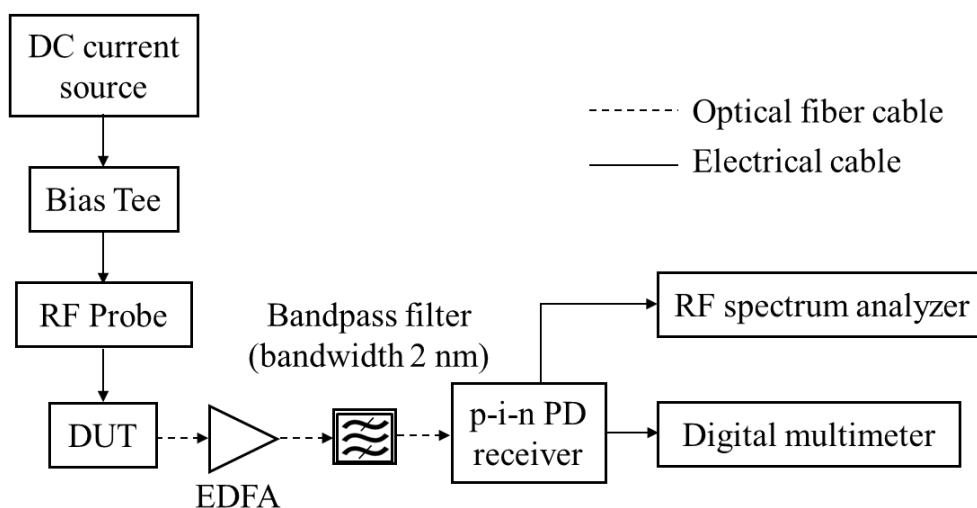 DC current
source
Optical fiber cable
Electrical cable
Bias Tee
RF Probe
Bandpass filter
(bandwidth 2 nm)
RF spectrum analyzer
DUT
EDFA
p-i-n PD
receiver
Digital multimeter